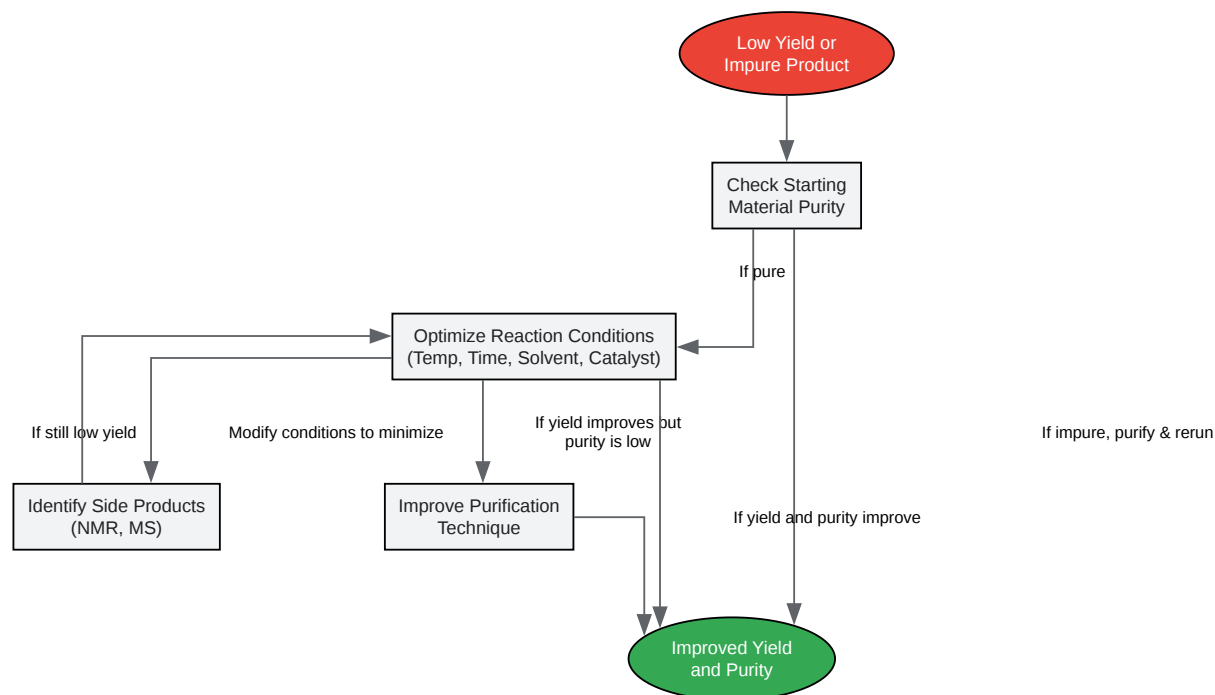 Low Yield or
Impure Product
Check Starting
Material Purity
If pure
Optimize Reaction Conditions
(Temp, Time, Solvent, Catalyst)
If still low yield
Modify conditions to minimize
If yield improves but
purity is low
If impure, purify & rerun
Identify Side Products
(NMR, MS)
Improve Purification
Technique
If yield and purity improve
Improved Yield
and Purity